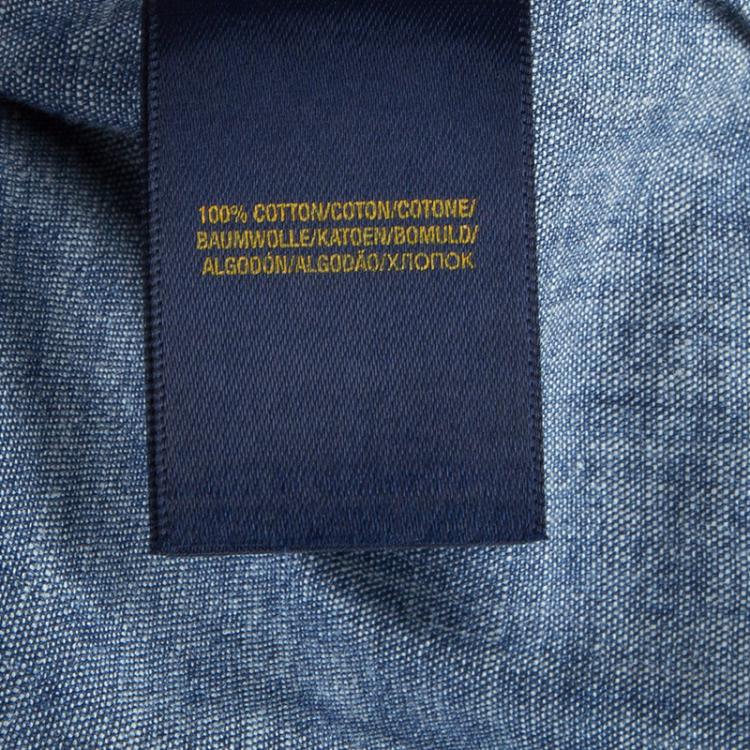 100% COTTON/COTON/COTONE/
BAUMWOLLE/KATOEN/BOMULD/
ALGODÓN/ALGODÃO/ХЛОПОК